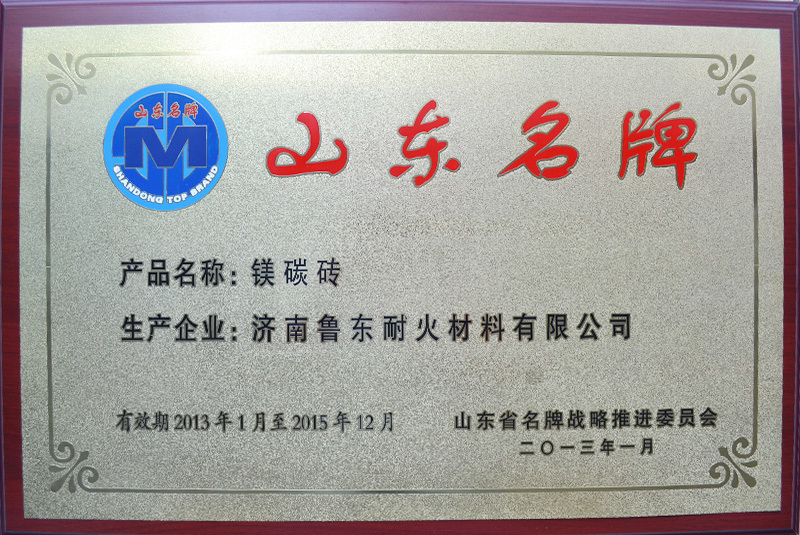 山东名牌
M
SHANDONG TOP BRAND
山东名牌
产品名称：镁碳砖
生产企业：济南鲁东耐火材料有限公司
有效期2013年1月至2015年12月
山东省名牌战略推进委员会
二〇一三年一月